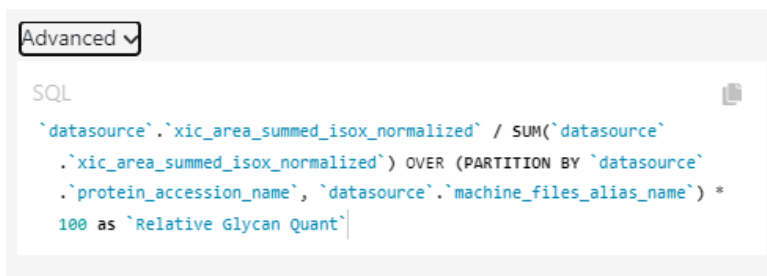 Advanced
SQL
`datasource`.`xic_area_summed_isox_normalized` / SUM(`datasource`
.`xic_area_summed_isox_normalized`) OVER (PARTITION BY `datasource`
.`protein_accession_name`, `datasource`.`machine_files_alias_name`) *
100 as `Relative Glycan Quant`